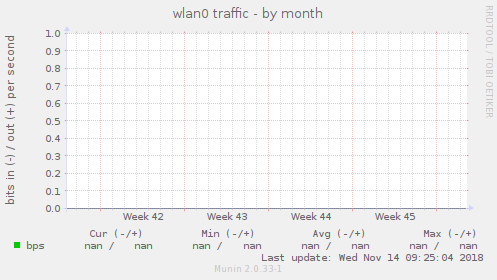 wlan0 traffic - by month
RRDTOOL / TOBI OETIKER
bits in (-) / out (+) per second
1.0
0.9
0.8
0.7
0.6
0.5
0.4
0.3
0.2
0.1
0.0
Week 42 Week 43 Week 44 Week 45
Cur (-/+) Min (-/+) Avg (-/+) Max (-/+)
bps nan / nan nan / nan nan / nan nan / nan
Last update: Wed Nov 14 09:25:04 2018
Munin 2.0.33-1